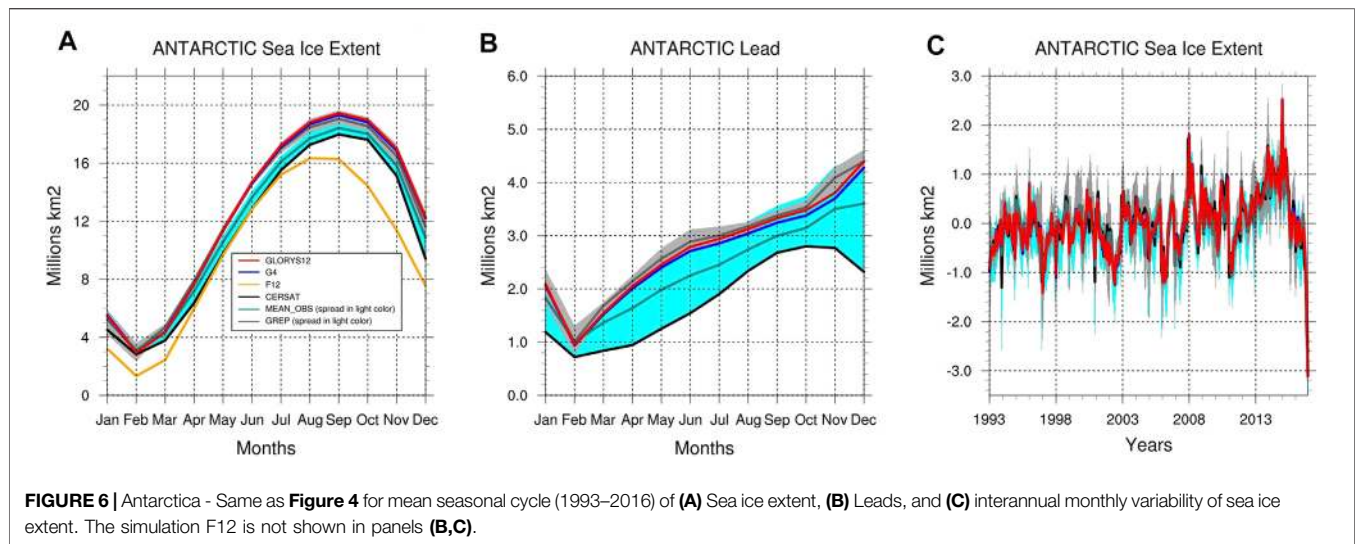 A
ANTARCTIC Sea Ice Extent
Millions km2
20
16
12
8
4
0
GLORYS12
G4
F12
CERSAT
MEAN_OBS (spread in light color)
GREP (spread in light color)
Jan Feb Mar Apr May Jun Jul Aug Sep Oct Nov Dec
Months
B
ANTARCTIC Lead
Millions km2
6.0
5.0
4.0
3.0
2.0
1.0
0.0
Jan Feb Mar Apr May Jun Jul Aug Sep Oct Nov Dec
Months
C
ANTARCTIC Sea Ice Extent
Millions km2
3.0
2.0
1.0
0.0
-1.0
-2.0
-3.0
1993 1998 2003 2008 2013
Years
FIGURE 6 | Antarctica - Same as Figure 4 for mean seasonal cycle (1993–2016) of (A) Sea ice extent, (B) Leads, and (C) interannual monthly variability of sea ice
extent. The simulation F12 is not shown in panels (B,C).